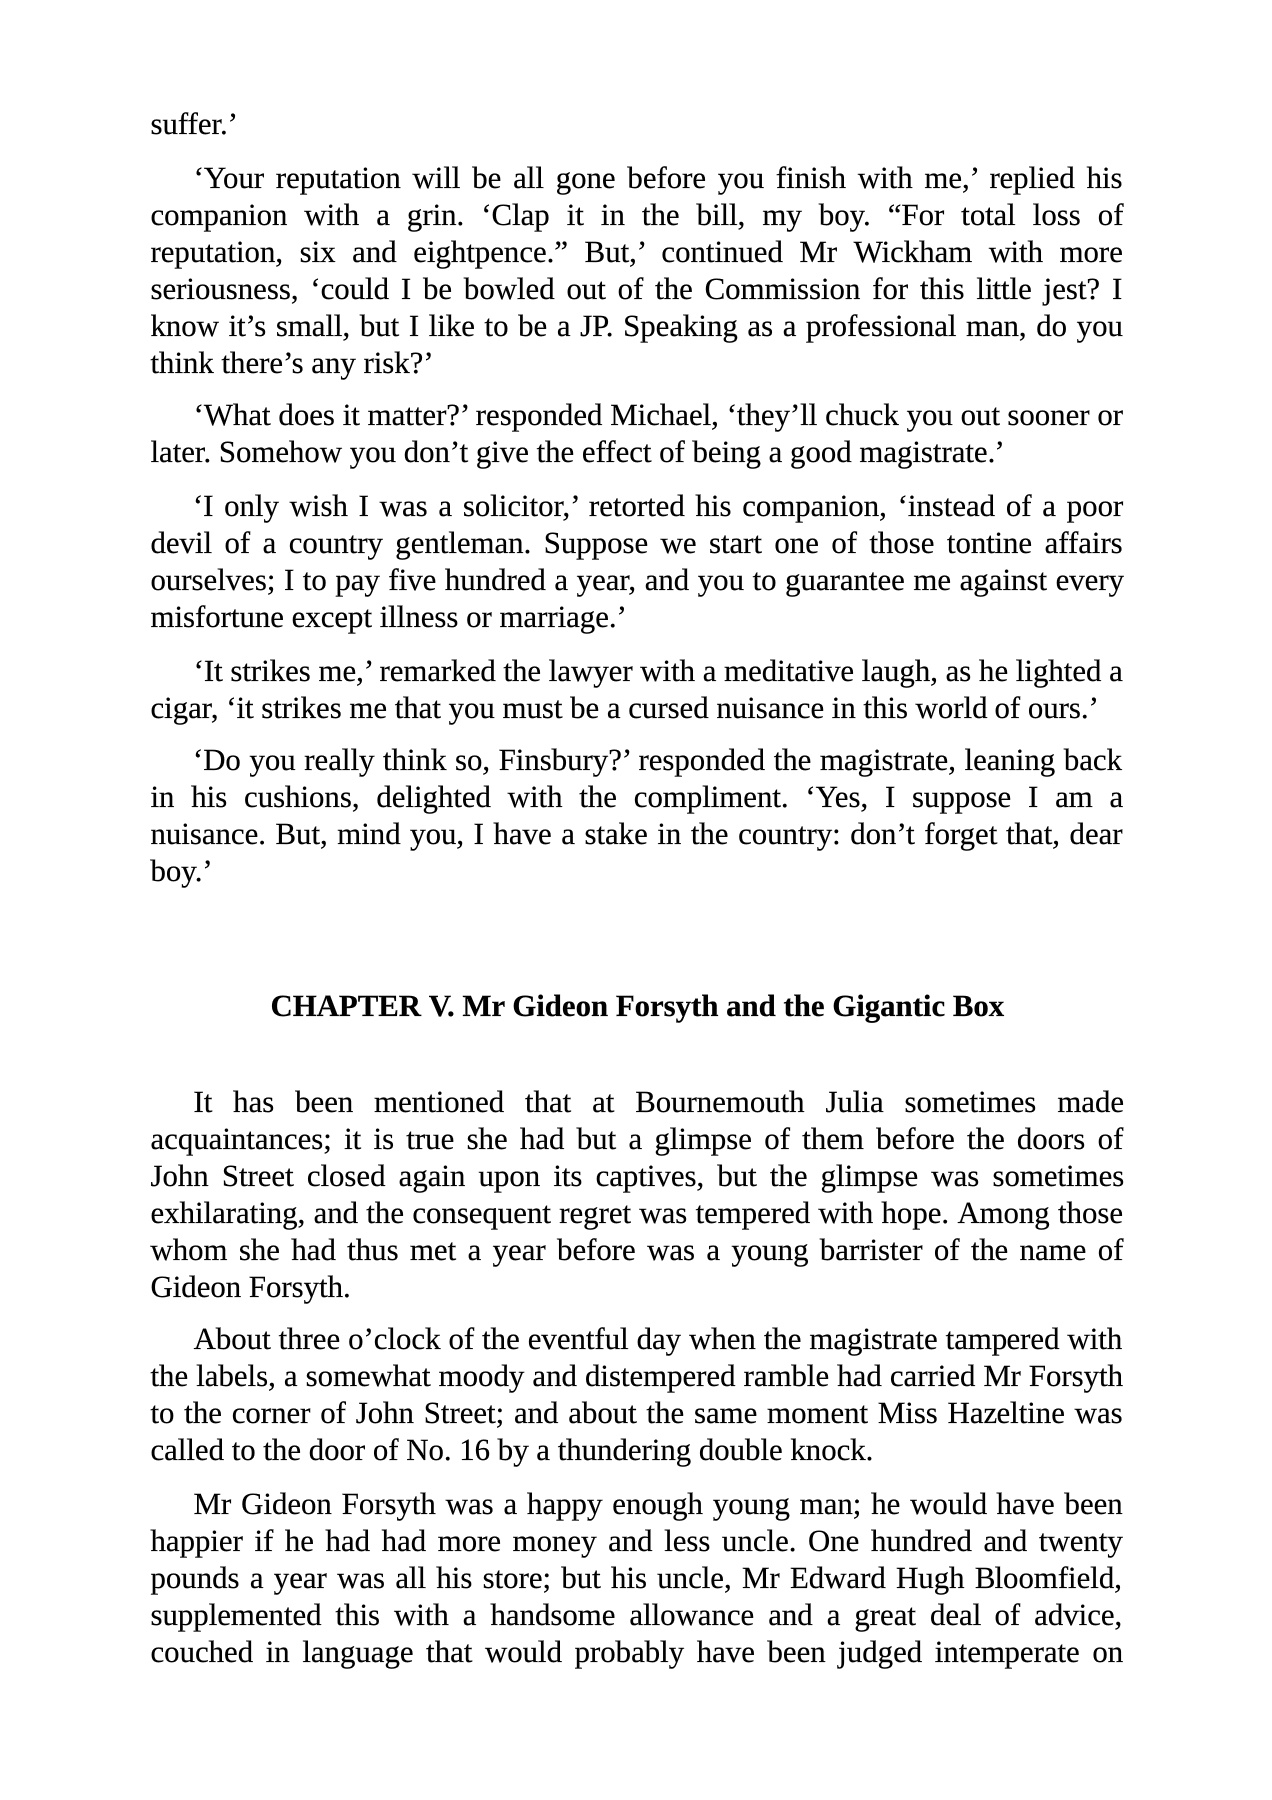 suffer.’
‘Your reputation will be all gone before you finish with me,’ replied his
companion with a grin. ‘Clap it in the bill, my boy. “For total loss of
reputation, six and eightpence.” But,’ continued Mr Wickham with more
seriousness, ‘could I be bowled out of the Commission for this little jest? I
know it’s small, but I like to be a JP. Speaking as a professional man, do you
think there’s any risk?’
‘What does it matter?’ responded Michael, ‘they’ll chuck you out sooner or
later. Somehow you don’t give the effect of being a good magistrate.’
‘I only wish I was a solicitor,’ retorted his companion, ‘instead of a poor
devil of a country gentleman. Suppose we start one of those tontine affairs
ourselves; I to pay five hundred a year, and you to guarantee me against every
misfortune except illness or marriage.’
‘It strikes me,’ remarked the lawyer with a meditative laugh, as he lighted a
cigar, ‘it strikes me that you must be a cursed nuisance in this world of ours.’
‘Do you really think so, Finsbury?’ responded the magistrate, leaning back
in his cushions, delighted with the compliment. ‘Yes, I suppose I am a
nuisance. But, mind you, I have a stake in the country: don’t forget that, dear
boy.’
CHAPTER V. Mr Gideon Forsyth and the Gigantic Box
It has been mentioned that at Bournemouth Julia sometimes made
acquaintances; it is true she had but a glimpse of them before the doors of
John Street closed again upon its captives, but the glimpse was sometimes
exhilarating, and the consequent regret was tempered with hope. Among those
whom she had thus met a year before was a young barrister of the name of
Gideon Forsyth.
About three o’clock of the eventful day when the magistrate tampered with
the labels, a somewhat moody and distempered ramble had carried Mr Forsyth
to the corner of John Street; and about the same moment Miss Hazeltine was
called to the door of No. 16 by a thundering double knock.
Mr Gideon Forsyth was a happy enough young man; he would have been
happier if he had had more money and less uncle. One hundred and twenty
pounds a year was all his store; but his uncle, Mr Edward Hugh Bloomfield,
supplemented this with a handsome allowance and a great deal of advice,
couched in language that would probably have been judged intemperate on